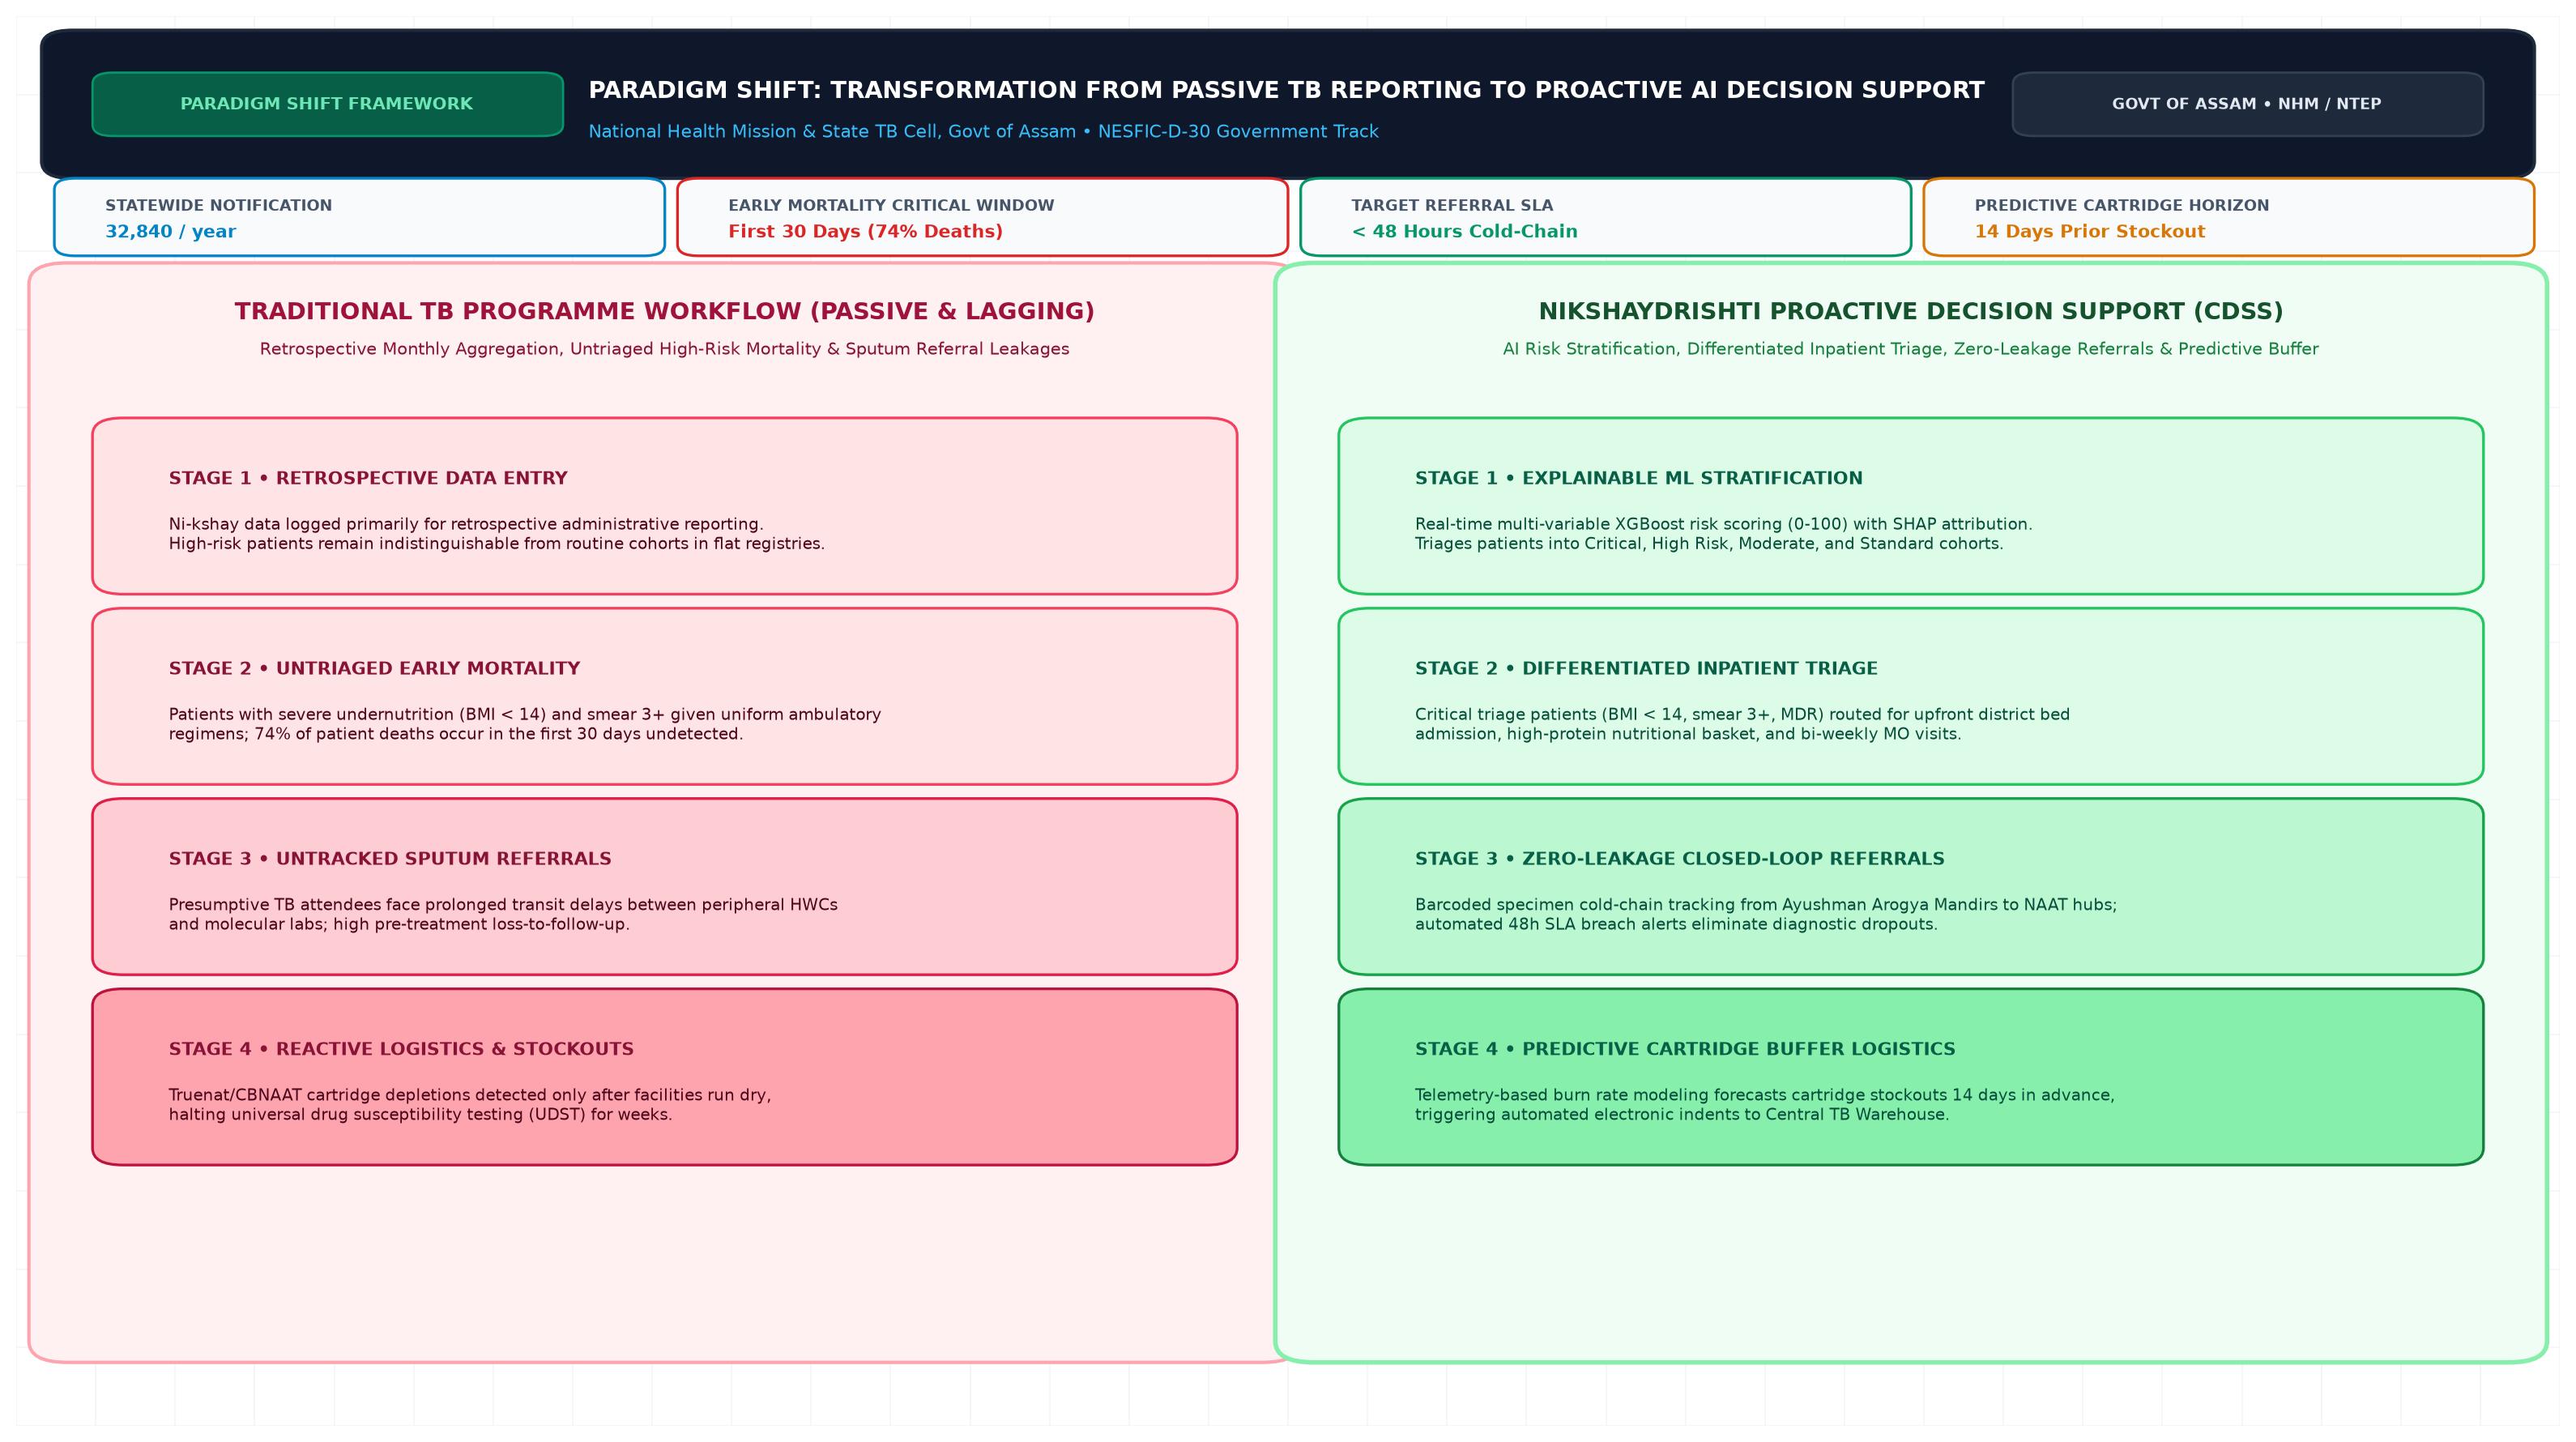 PARADIGM SHIFT FRAMEWORK
PARADIGM SHIFT: TRANSFORMATION FROM PASSIVE TB REPORTING TO PROACTIVE AI DECISION SUPPORT
National Health Mission & State TB Cell, Govt of Assam • NESFIC-D-30 Government Track
GOVT OF ASSAM • NHM / NTEP
STATEWIDE NOTIFICATION
32,840 / year
EARLY MORTALITY CRITICAL WINDOW
First 30 Days (74% Deaths)
TARGET REFERRAL SLA
< 48 Hours Cold-Chain
PREDICTIVE CARTRIDGE HORIZON
14 Days Prior Stockout
TRADITIONAL TB PROGRAMME WORKFLOW (PASSIVE & LAGGING)
Retrospective Monthly Aggregation, Untriaged High-Risk Mortality & Sputum Referral Leakages
STAGE 1 • RETROSPECTIVE DATA ENTRY
Ni-kshay data logged primarily for retrospective administrative reporting.
High-risk patients remain indistinguishable from routine cohorts in flat registries.
STAGE 2 • UNTRIAGED EARLY MORTALITY
Patients with severe undernutrition (BMI < 14) and smear 3+ given uniform ambulatory
regimens; 74% of patient deaths occur in the first 30 days undetected.
STAGE 3 • UNTRACKED SPUTUM REFERRALS
Presumptive TB attendees face prolonged transit delays between peripheral HWCs
and molecular labs; high pre-treatment loss-to-follow-up.
STAGE 4 • REACTIVE LOGISTICS & STOCKOUTS
Truenat/CBNAAT cartridge depletions detected only after facilities run dry,
halting universal drug susceptibility testing (UDST) for weeks.
NIKSHAYDRISHTI PROACTIVE DECISION SUPPORT (CDSS)
AI Risk Stratification, Differentiated Inpatient Triage, Zero-Leakage Referrals & Predictive Buffer
STAGE 1 • EXPLAINABLE ML STRATIFICATION
Real-time multi-variable XGBoost risk scoring (0-100) with SHAP attribution.
Triages patients into Critical, High Risk, Moderate, and Standard cohorts.
STAGE 2 • DIFFERENTIATED INPATIENT TRIAGE
Critical triage patients (BMI < 14, smear 3+, MDR) routed for upfront district bed
admission, high-protein nutritional basket, and bi-weekly MO visits.
STAGE 3 • ZERO-LEAKAGE CLOSED-LOOP REFERRALS
Barcoded specimen cold-chain tracking from Ayushman Arogya Mandirs to NAAT hubs;
automated 48h SLA breach alerts eliminate diagnostic dropouts.
STAGE 4 • PREDICTIVE CARTRIDGE BUFFER LOGISTICS
Telemetry-based burn rate modeling forecasts cartridge stockouts 14 days in advance,
triggering automated electronic indents to Central TB Warehouse.